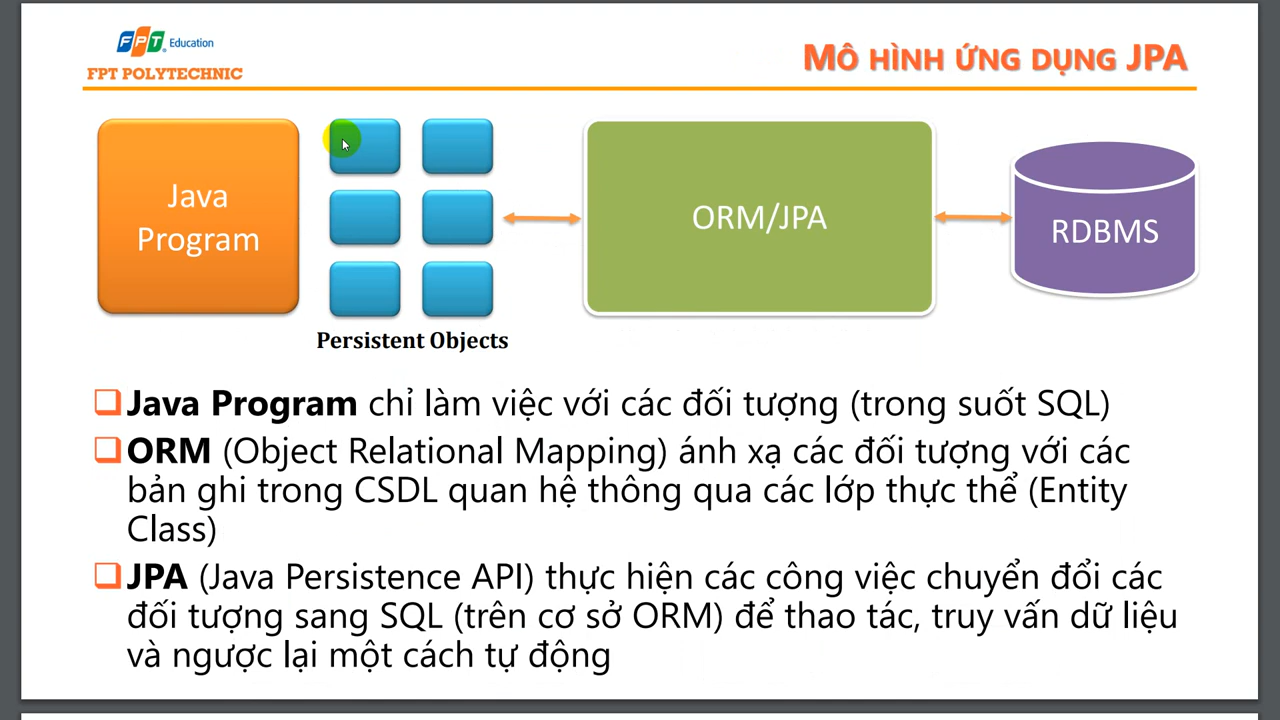 FPT Education
FPT POLYTECHNIC
MÔ HÌNH ỨNG DỤNG JPA
Java
Program
ORM/JPA
RDBMS
Persistent Objects
Java Program chỉ làm việc với các đối tượng (trong suốt SQL)
ORM (Object Relational Mapping) ánh xạ các đối tượng với các
bản ghi trong CSDL quan hệ thông qua các lớp thực thể (Entity
Class)
JPA (Java Persistence API) thực hiện các công việc chuyển đổi các
đối tượng sang SQL (trên cơ sở ORM) để thao tác, truy vấn dữ liệu
và ngược lại một cách tự động